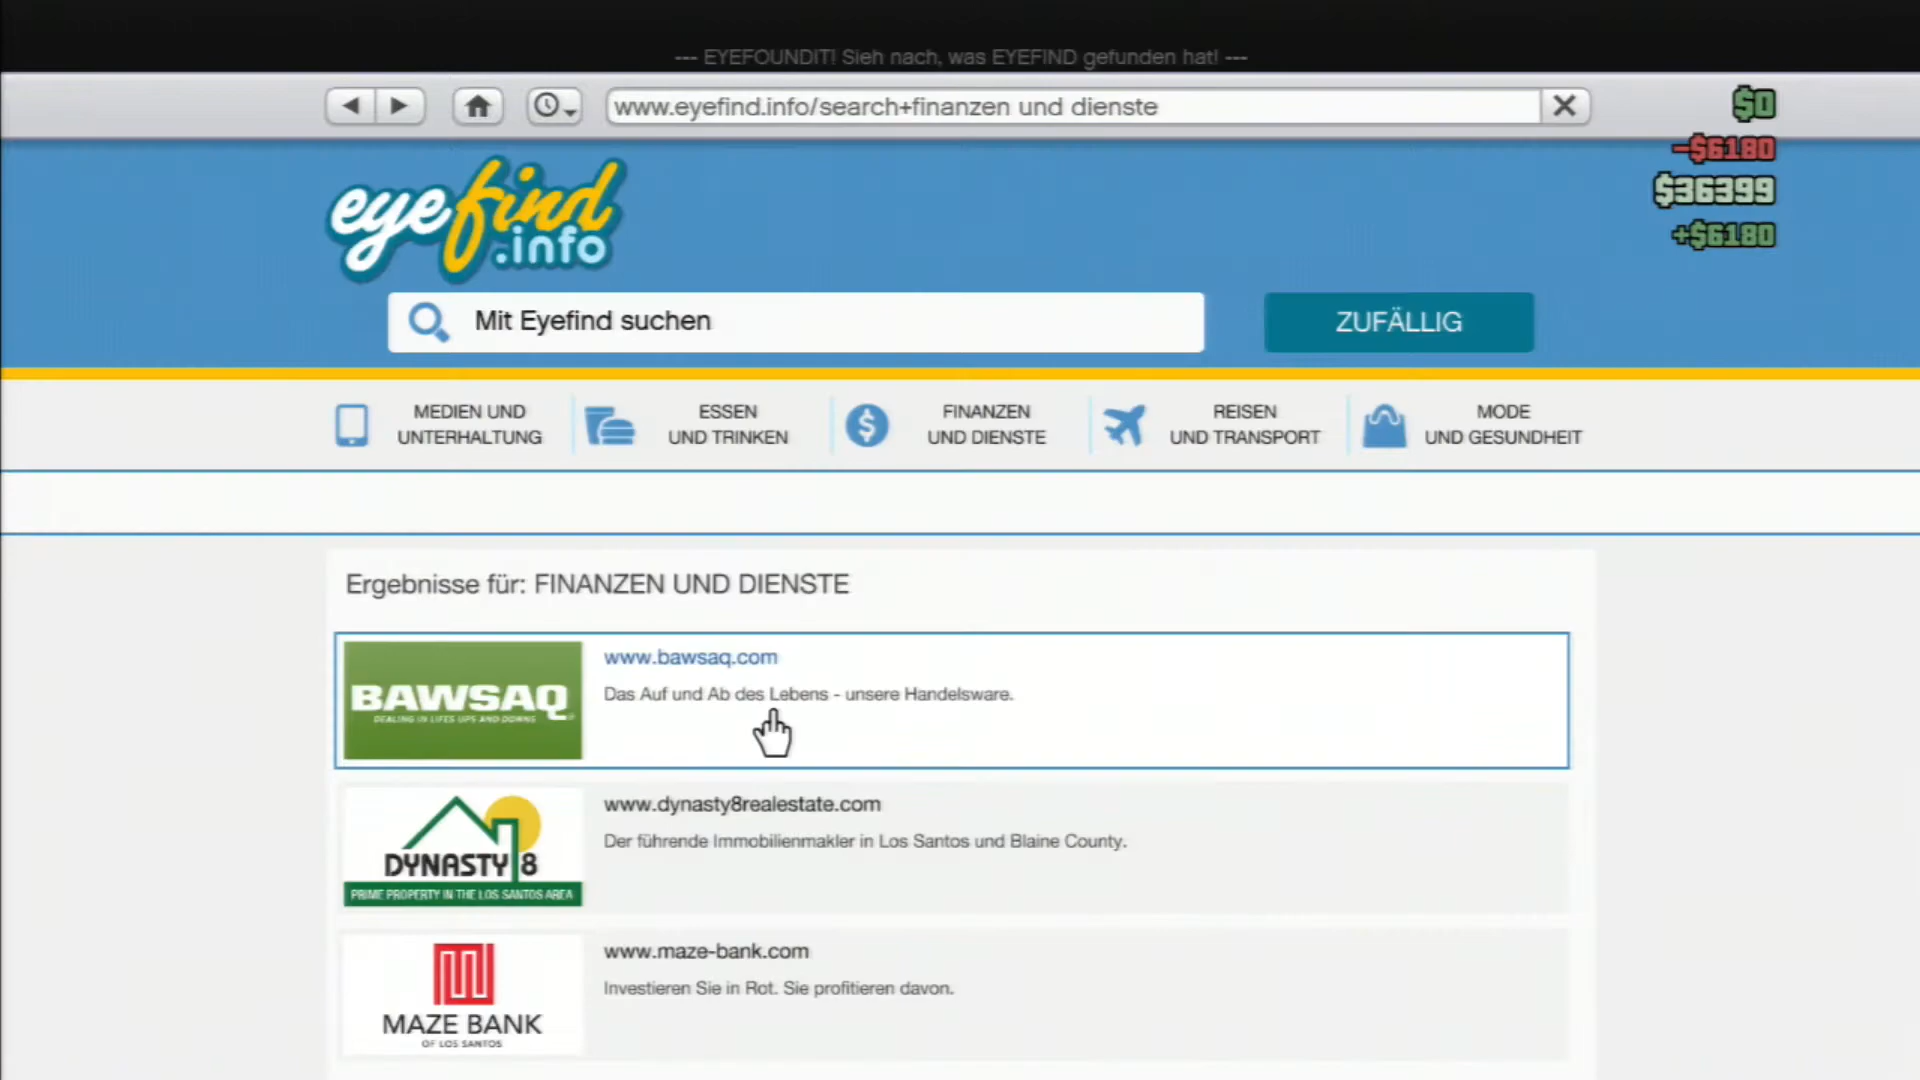 --- EYEFOUNDIT! Sieh nach, was EYEFIND gefunden hat! ---
www.eyefind.info/search+finanzen und dienste
$0
-$6180
$36399
+$6180
eyefind
.info
Mit Eyefind suchen
ZUFÄLLIG
MEDIEN UND
UNTERHALTUNG
ESSEN
UND TRINKEN
FINANZEN
UND DIENSTE
REISEN
UND TRANSPORT
MODE
UND GESUNDHEIT
Ergebnisse für: FINANZEN UND DIENSTE
BAWSAQ
DEALING IN LIFES UPS AND DOWNS
www.bawsaq.com
Das Auf und Ab des Lebens - unsere Handelsware.
DYNASTY 8
PRIME PROPERTY IN THE LOS SANTOS AREA
www.dynasty8realestate.com
Der führende Immobilienmakler in Los Santos und Blaine County.
MAZE BANK
OF LOS SANTOS
www.maze-bank.com
Investieren Sie in Rot. Sie profitieren davon.